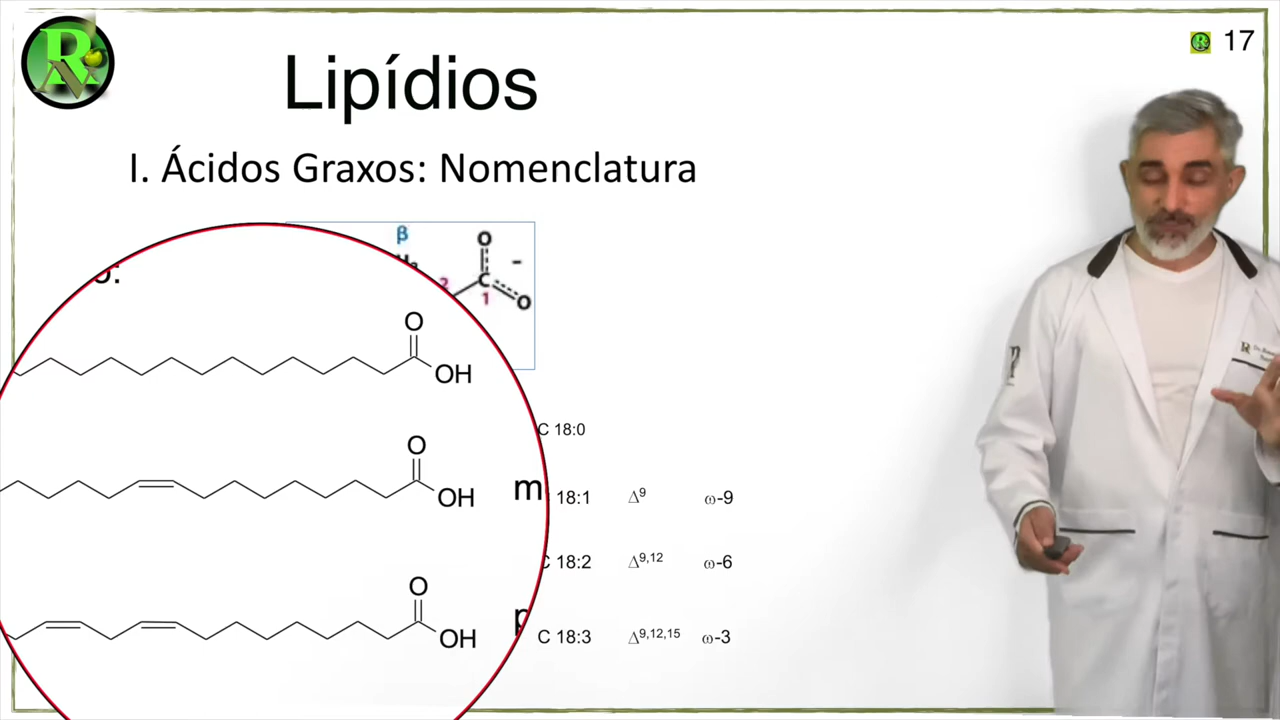 17
Lipídios
I. Ácidos Graxos: Nomenclatura
β
O
2
C
-
1
O
O
OH
C 18:0
O
OH
m
18:1 Δ⁹ ω-9
C 18:2 Δ⁹,¹² ω-6
O
OH
p
C 18:3 Δ⁹,¹²,¹⁵ ω-3